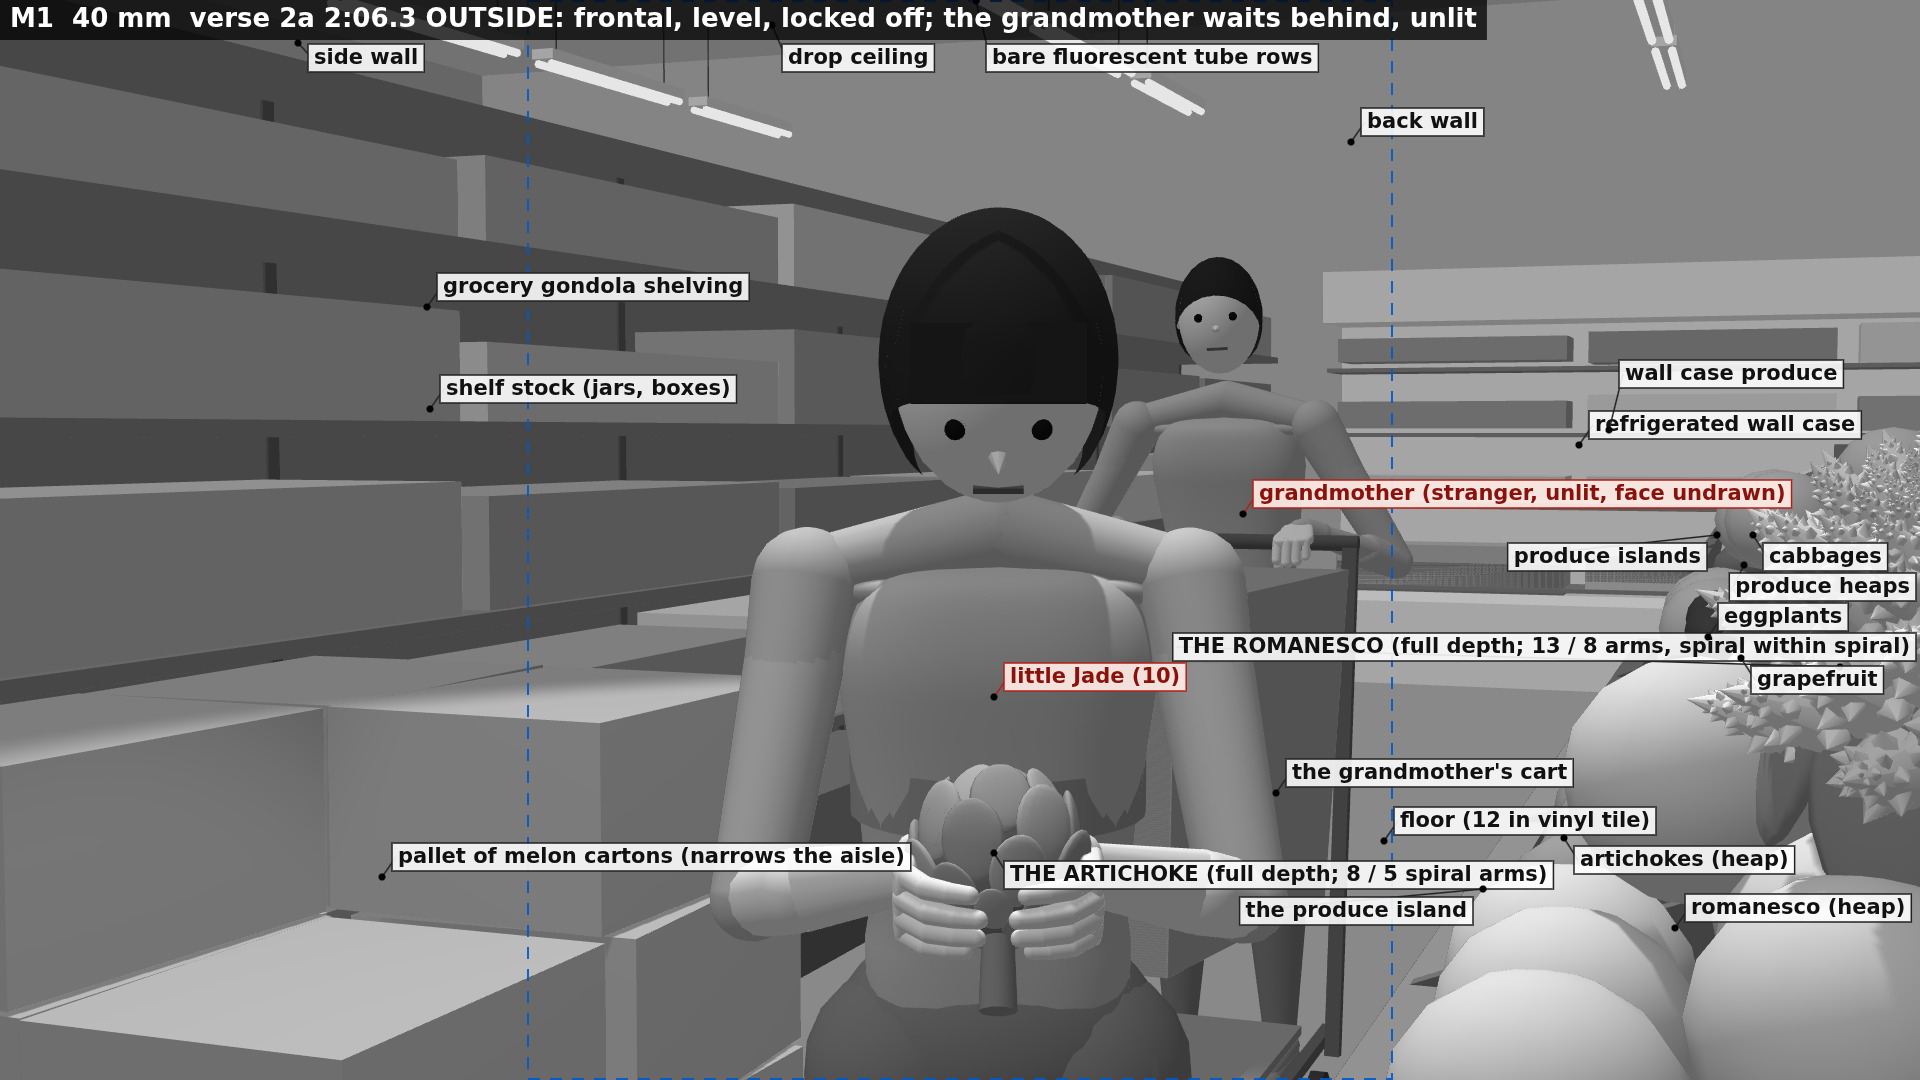 M1 40 mm verse 2a 2:06.3 OUTSIDE: frontal, level, locked off; the grandmother waits behind, unlit
side wall
drop ceiling
bare fluorescent tube rows
back wall
grocery gondola shelving
wall case produce
shelf stock (jars, boxes)
refrigerated wall case
grandmother (stranger, unlit, face undrawn)
produce islands
cabbages
produce heaps
eggplants
THE ROMANESCO (full depth; 13 / 8 arms, spiral within spiral)
little Jade (10)
grapefruit
the grandmother's cart
floor (12 in vinyl tile)
pallet of melon cartons (narrows the aisle)
artichokes (heap)
THE ARTICHOKE (full depth; 8 / 5 spiral arms)
the produce island
romanesco (heap)